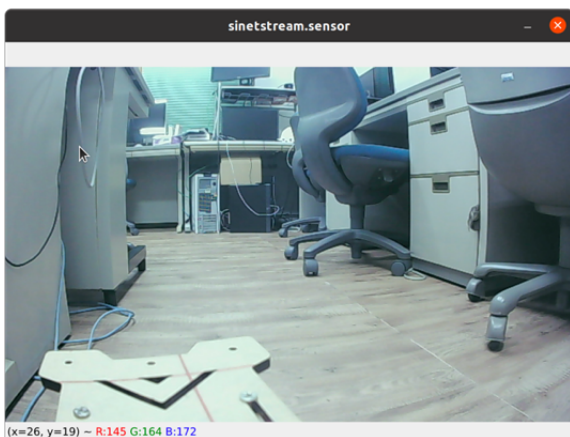 sinetstream.sensor
(x=26, y=19) ~ R:145 G:164 B:172